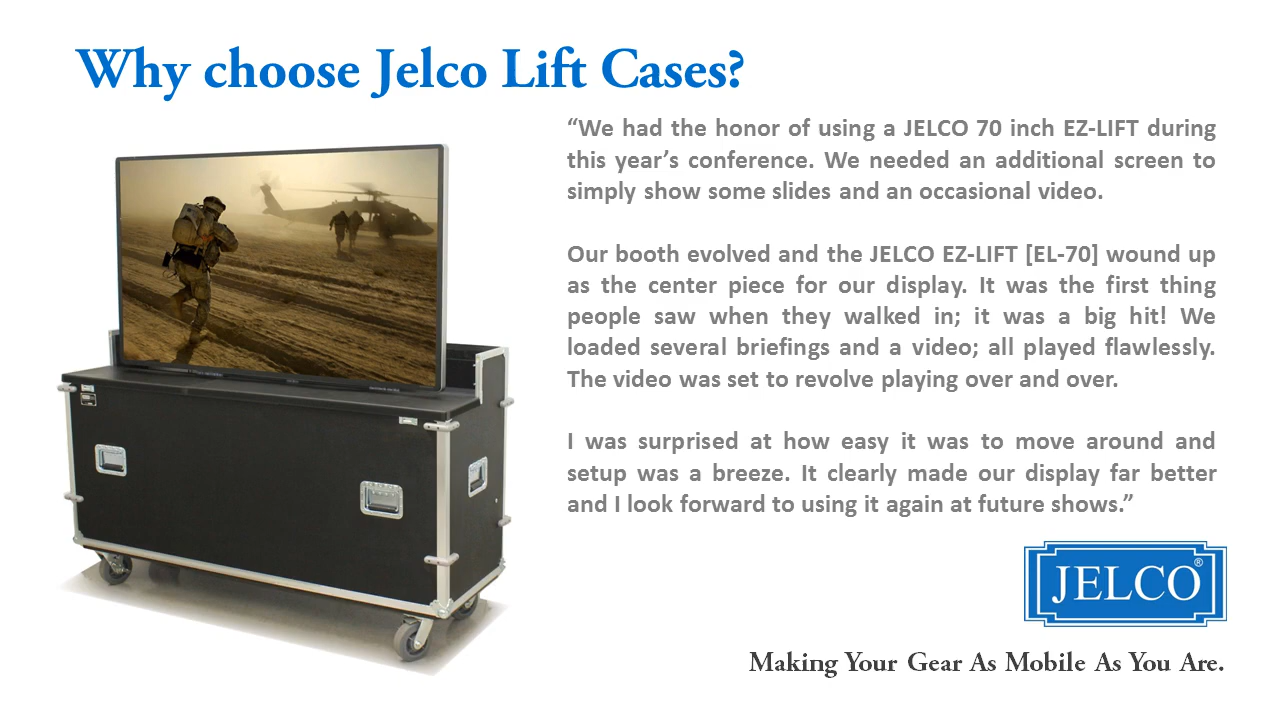 Why choose Jelco Lift Cases?
“We had the honor of using a JELCO 70 inch EZ-LIFT during
this year’s conference. We needed an additional screen to
simply show some slides and an occasional video.
Our booth evolved and the JELCO EZ-LIFT [EL-70] wound up
as the center piece for our display. It was the first thing
people saw when they walked in; it was a big hit! We
loaded several briefings and a video; all played flawlessly.
The video was set to revolve playing over and over.
I was surprised at how easy it was to move around and
setup was a breeze. It clearly made our display far better
and I look forward to using it again at future shows.”
JELCO®
Making Your Gear As Mobile As You Are.